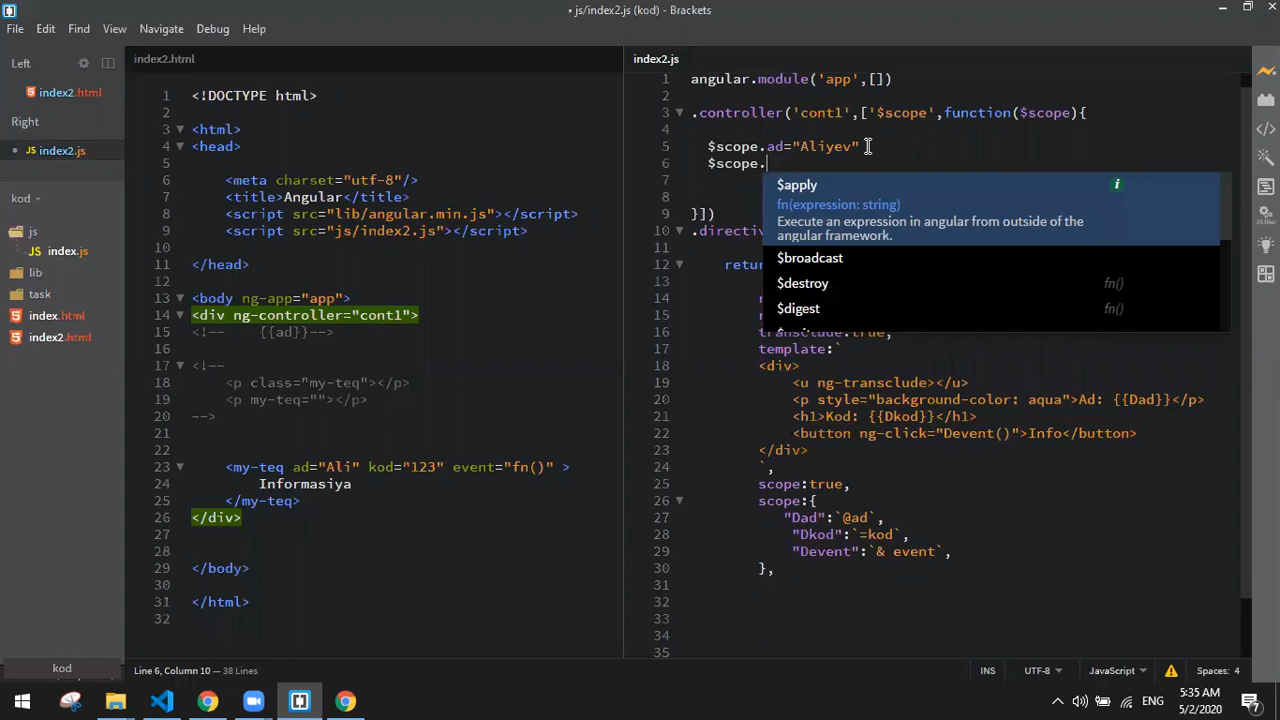 • js/index2.js (kod) - Brackets
File Edit Find View Navigate Debug Help
Left
index2.html
Right
• index2.js
kod
js
index.js
lib
task
index.html
index2.html
kod
index2.html
1 <!DOCTYPE html>
2
3 <html>
4 <head>
5
6 <meta charset="utf-8"/>
7 <title>Angular</title>
8 <script src="lib/angular.min.js"></script>
9 <script src="js/index2.js"></script>
10
11 </head>
12
13 <body ng-app="app">
14 <div ng-controller="cont1">
15 <!-- {{ad}}-->
16
17 <!--
18 <p class="my-teq"></p>
19 <p my-teq=""></p>
20 -->
21
22
23 <my-teq ad="Ali" kod="123" event="fn()" >
24 Informasiya
25 </my-teq>
26 </div>
27
28
29 </body>
30
31 </html>
32
index2.js
1 angular.module('app',[])
2
3 .controller('cont1',['$scope',function($scope){
4
5 $scope.ad="Aliyev"
6 $scope.
7
8
9 }])
10 .directiv
11
12 retur
$apply
fn(expression: string)
Execute an expression in angular from outside of the
angular framework.
$broadcast
$destroy fn()
$digest fn()
14
15
16 transclude:true,
17 template:`
18 <div>
19 <u ng-transclude></u>
20 <p style="background-color: aqua">Ad: {{Dad}}</p>
21 <h1>Kod: {{Dkod}}</h1>
22 <button ng-click="Devent()">Info</button>
23 </div>
24 `,
25 scope:true,
26 scope:{
27 "Dad":`@ad`,
28 "Dkod":`=kod`,
29 "Devent":`& event`,
30 },
31
32
33
34
35
Line 6, Column 10 — 38 Lines
INS UTF-8 JavaScript Spaces: 4
ENG
5:35 AM
5/2/2020
7